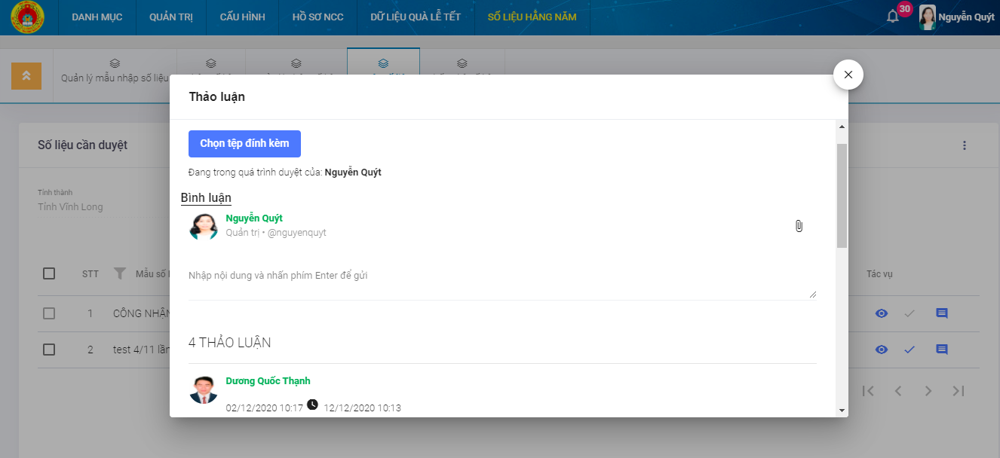 DANH MỤC
QUẢN TRỊ
CẤU HÌNH
HỒ SƠ NCC
DỮ LIỆU QUÀ LỄ TẾT
SỐ LIỆU HẰNG NĂM
30
Nguyễn Quýt
Quản lý mẫu nhập số liệu
Thảo luận
Số liệu cần duyệt
Chọn tệp đính kèm
Đang trong quá trình duyệt của: Nguyễn Quýt
Tỉnh thành
Tỉnh Vĩnh Long
Bình luận
Nguyễn Quýt
Quản trị • @nguyenquyt
Nhập nội dung và nhấn phím Enter để gửi
STT
Mẫu số
Tác vụ
1
CÔNG NHẬN
2
test 4/11 lần
4 THẢO LUẬN
Dương Quốc Thạnh
02/12/2020 10:17 12/12/2020 10:13